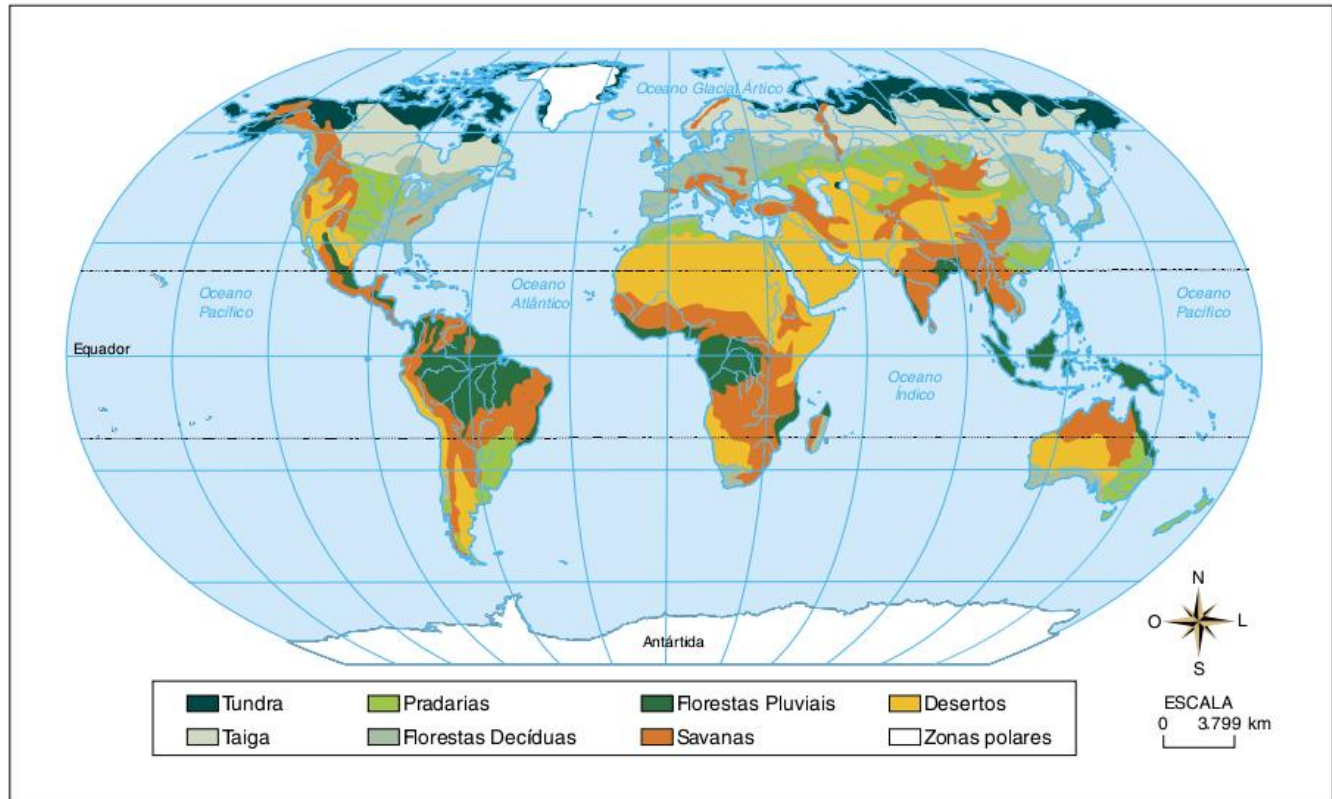 Oceano Glacial Ártico
Oceano
Pacífico
Oceano
Atlântico
Oceano
Pacífico
Equador
Oceano
Índico
Antártida
N
O
L
S
Tundra
Pradarias
Florestas Pluviais
Desertos
Taiga
Florestas Decíduas
Savanas
Zonas polares
ESCALA
0 3.799 km